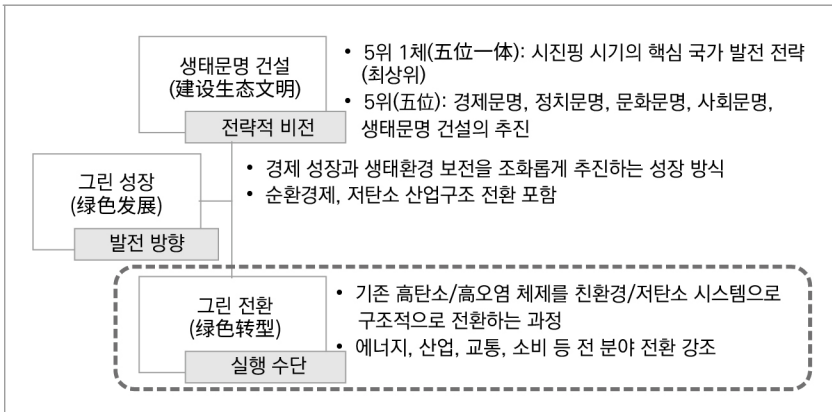 생태문명 건설
(建设生态文明)
전략적 비전
• 5위 1체(五位一体): 시진핑 시기의 핵심 국가 발전 전략
(최상위)
• 5위(五位): 경제문명, 정치문명, 문화문명, 사회문명,
생태문명 건설의 추진
그린 성장
(绿色发展)
발전 방향
• 경제 성장과 생태환경 보전을 조화롭게 추진하는 성장 방식
• 순환경제, 저탄소 산업구조 전환 포함
그린 전환
(绿色转型)
실행 수단
• 기존 高탄소/高오염 체제를 친환경/저탄소 시스템으로
구조적으로 전환하는 과정
• 에너지, 산업, 교통, 소비 등 전 분야 전환 강조